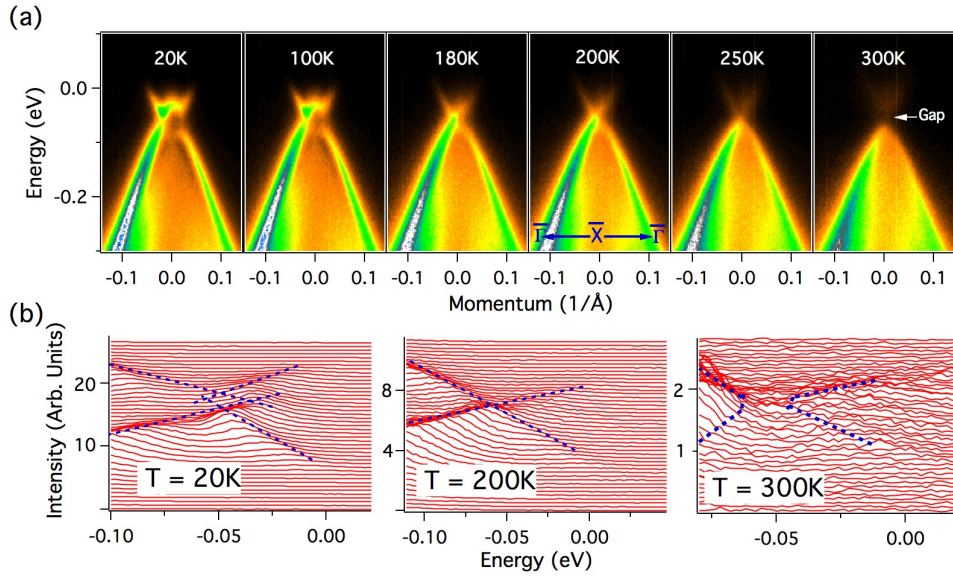 (a)
20K 100K 180K 200K 250K 300K
0.0
Gap
Energy (eV)
-0.2
Γ̅ X̅ Γ̅
-0.1 0.0 0.1 -0.1 0.0 0.1 -0.1 0.0 0.1 -0.1 0.0 0.1 -0.1 0.0 0.1 -0.1 0.0 0.1
Momentum (1/Å)
(b)
Intensity (Arb. Units)
20 8 2
10 4 1
T = 20K T = 200K T = 300K
-0.10 -0.05 0.00 -0.10 -0.05 0.00 -0.05 0.00
Energy (eV)